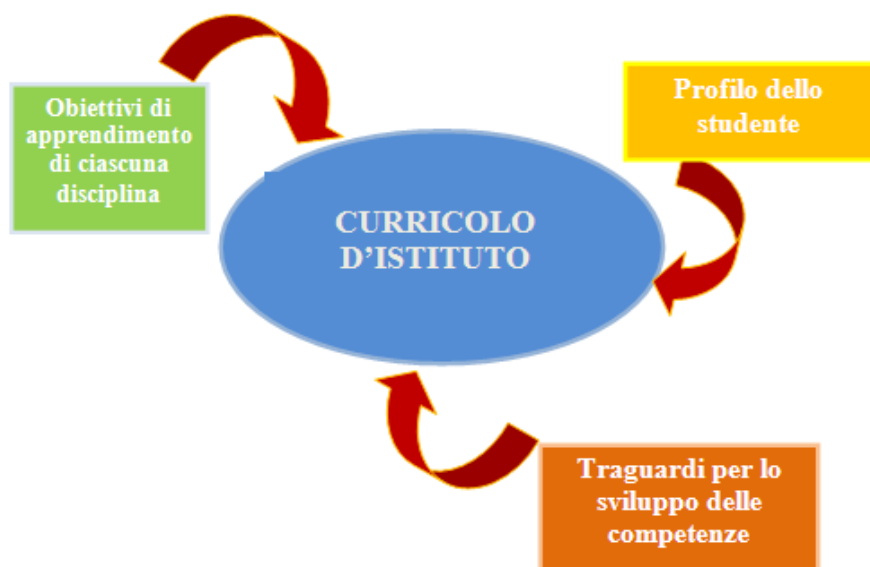 Obiettivi di
apprendimento
di ciascuna
disciplina
Profilo dello
studente
CURRICOLO
D’ISTITUTO
Traguardi per lo
sviluppo delle
competenze